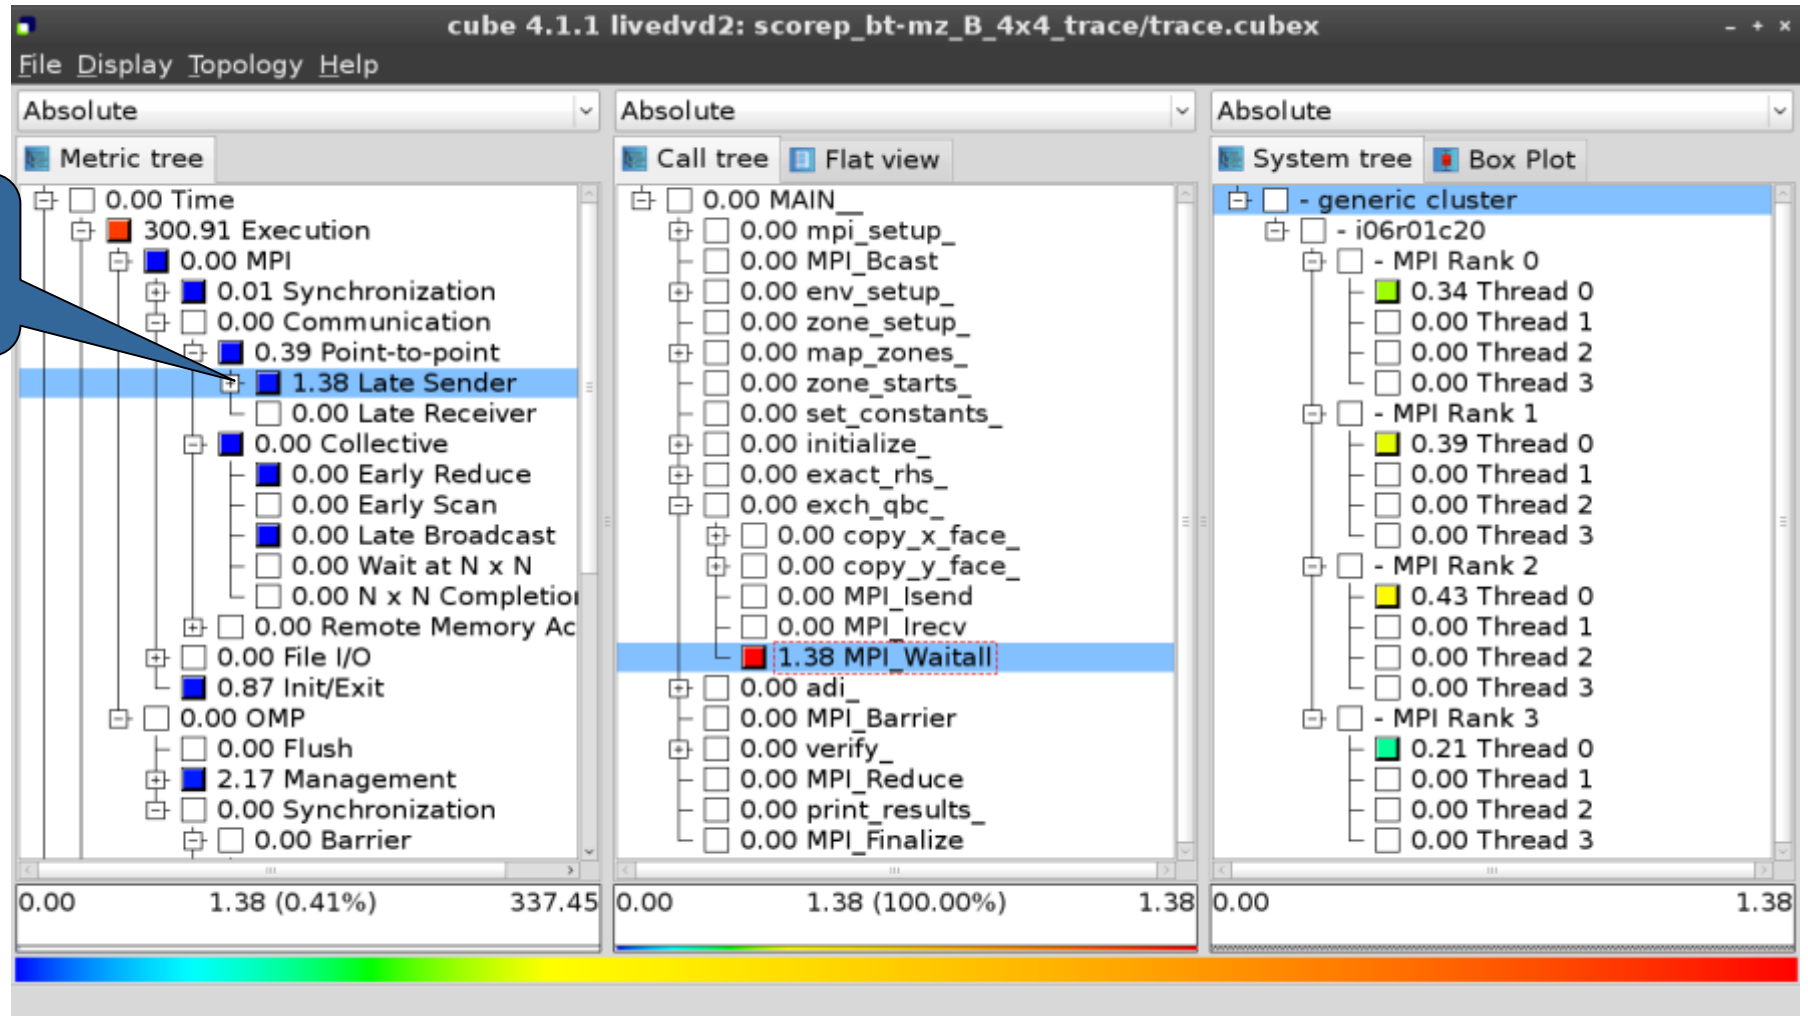 cube 4.1.1 livedvd2: scorep_bt-mz_B_4x4_trace/trace.cubex
File Display Topology Help
Absolute
Metric tree
0.00 Time
300.91 Execution
0.00 MPI
0.01 Synchronization
0.00 Communication
0.39 Point-to-point
1.38 Late Sender
0.00 Late Receiver
0.00 Collective
0.00 Early Reduce
0.00 Early Scan
0.00 Late Broadcast
0.00 Wait at N x N
0.00 N x N Completio
0.00 Remote Memory Ac
0.00 File I/O
0.87 Init/Exit
0.00 OMP
0.00 Flush
2.17 Management
0.00 Synchronization
0.00 Barrier
0.00 1.38 (0.41%) 337.45
Absolute
Call tree Flat view
0.00 MAIN__
0.00 mpi_setup_
0.00 MPI_Bcast
0.00 env_setup_
0.00 zone_setup_
0.00 map_zones_
0.00 zone_starts_
0.00 set_constants_
0.00 initialize_
0.00 exact_rhs_
0.00 exch_qbc_
0.00 copy_x_face_
0.00 copy_y_face_
0.00 MPI_Isend
0.00 MPI_Irecv
1.38 MPI_Waitall
0.00 adi_
0.00 MPI_Barrier
0.00 verify_
0.00 MPI_Reduce
0.00 print_results_
0.00 MPI_Finalize
0.00 1.38 (100.00%) 1.38
Absolute
System tree Box Plot
- generic cluster
- i06r01c20
- MPI Rank 0
0.34 Thread 0
0.00 Thread 1
0.00 Thread 2
0.00 Thread 3
- MPI Rank 1
0.39 Thread 0
0.00 Thread 1
0.00 Thread 2
0.00 Thread 3
- MPI Rank 2
0.43 Thread 0
0.00 Thread 1
0.00 Thread 2
0.00 Thread 3
- MPI Rank 3
0.21 Thread 0
0.00 Thread 1
0.00 Thread 2
0.00 Thread 3
0.00 1.38